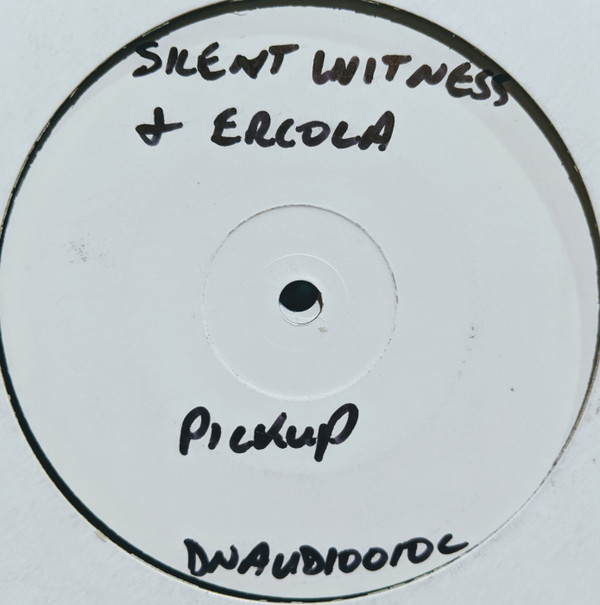 SILENT WITNESS
& ERCOLA
PICKUP
DNAUDIO010C